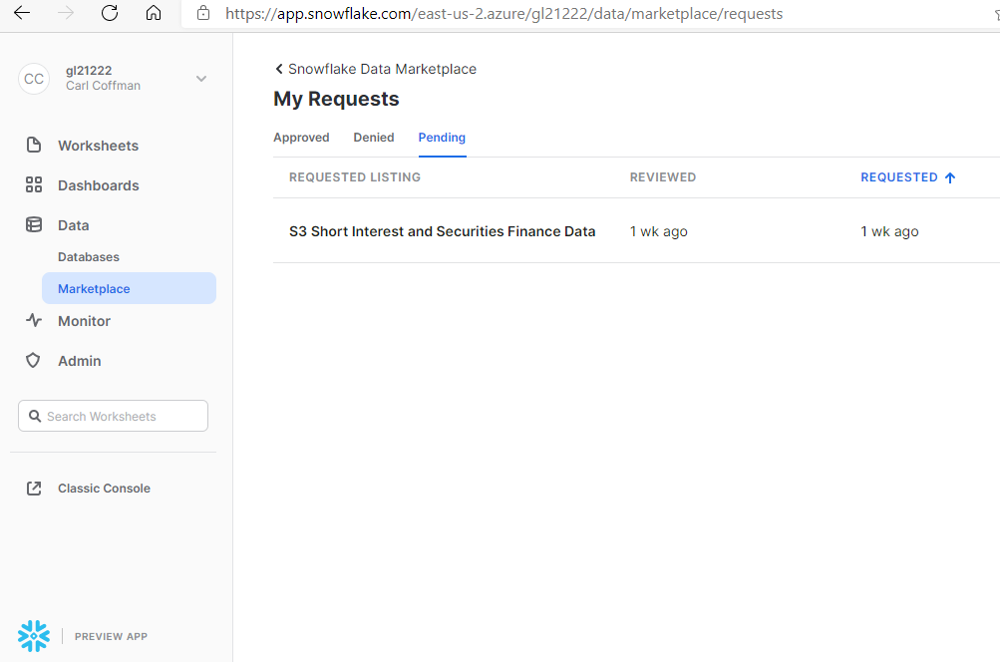 https://app.snowflake.com/east-us-2.azure/gl21222/data/marketplace/requests
CC
gl21222
Carl Coffman
Worksheets
Dashboards
Data
Databases
Marketplace
Monitor
Admin
Search Worksheets
Classic Console
PREVIEW APP
Snowflake Data Marketplace
My Requests
Approved Denied Pending
REQUESTED LISTING REVIEWED REQUESTED
S3 Short Interest and Securities Finance Data 1 wk ago 1 wk ago